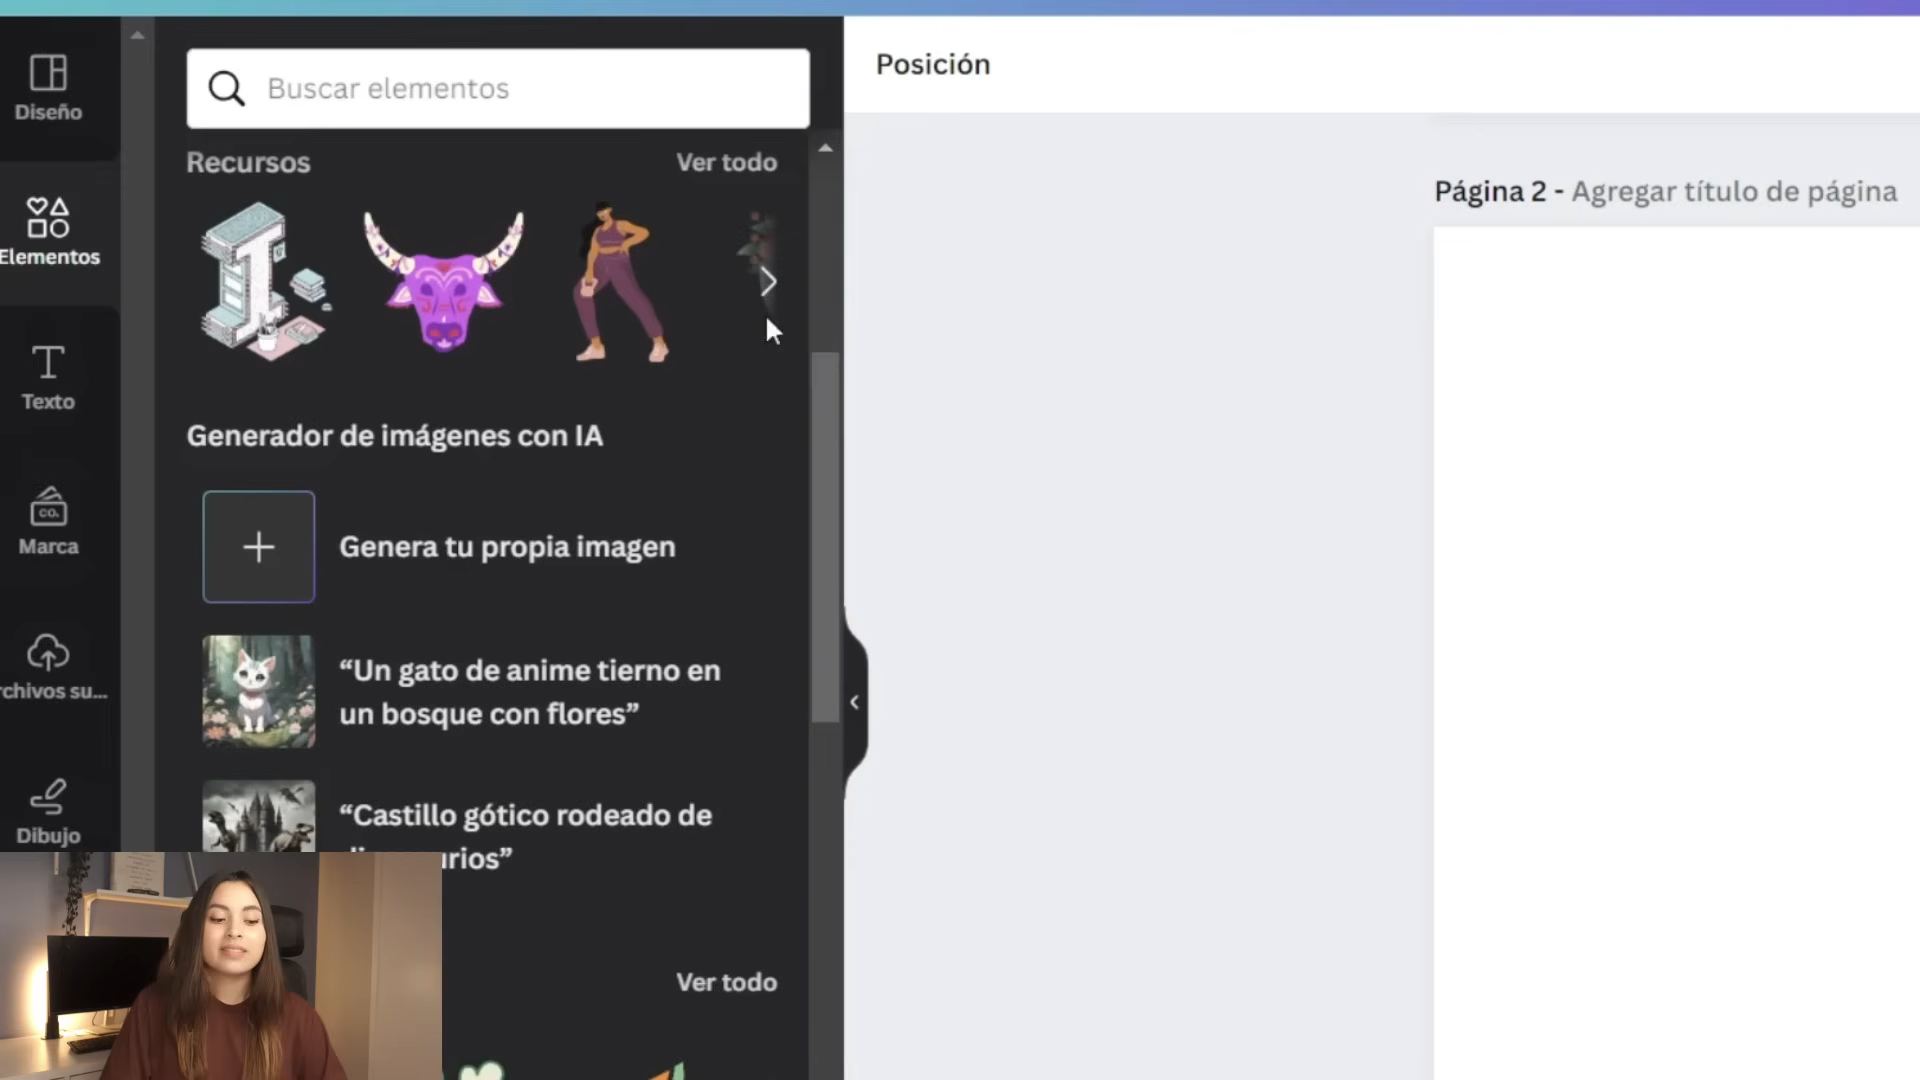 Diseño
Elementos
Texto
Marca
CO.
rchivos su...
Dibujo
Buscar elementos
Recursos
Ver todo
Generador de imágenes con IA
Genera tu propia imagen
“Un gato de anime tierno en
un bosque con flores”
“Castillo gótico rodeado de
Ver todo
Posición
Página 2 - Agregar título de página